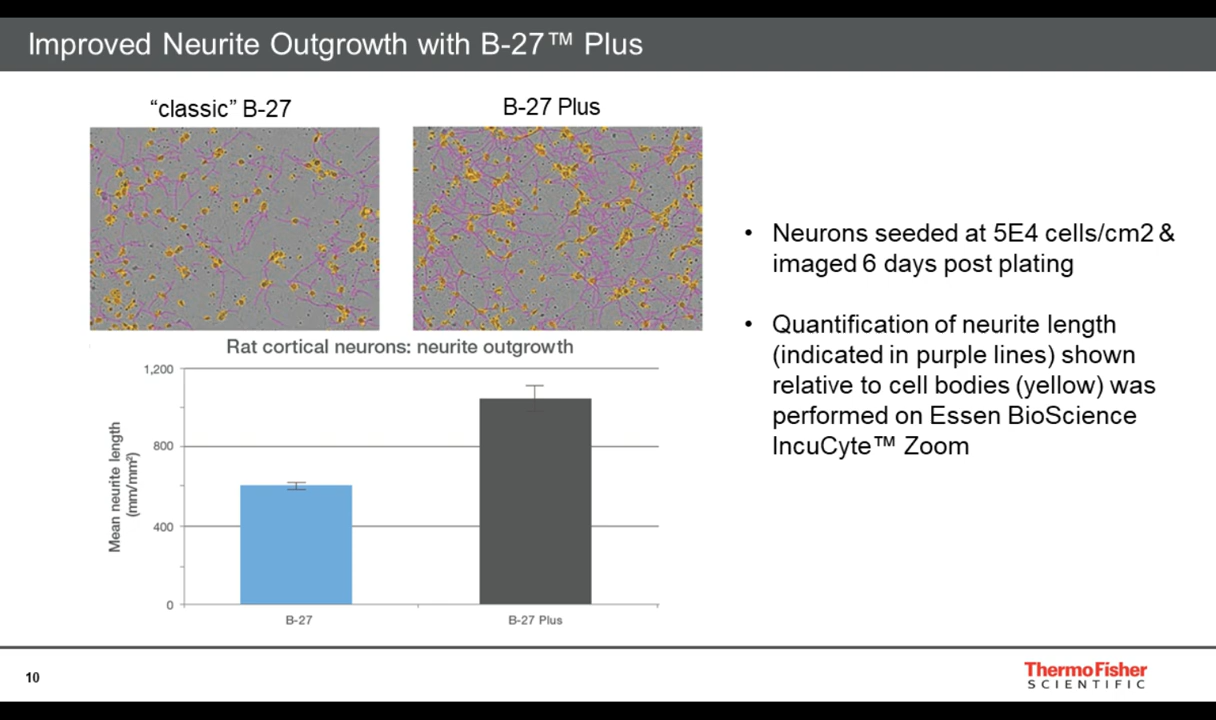 Improved Neurite Outgrowth with B-27™ Plus
“classic” B-27
B-27 Plus
Rat cortical neurons: neurite outgrowth
Mean neurite length
(mm/mm²)
1,200
800
400
0
B-27
B-27 Plus
• Neurons seeded at 5E4 cells/cm2 &
imaged 6 days post plating
• Quantification of neurite length
(indicated in purple lines) shown
relative to cell bodies (yellow) was
performed on Essen BioScience
IncuCyte™ Zoom
10
ThermoFisher
SCIENTIFIC